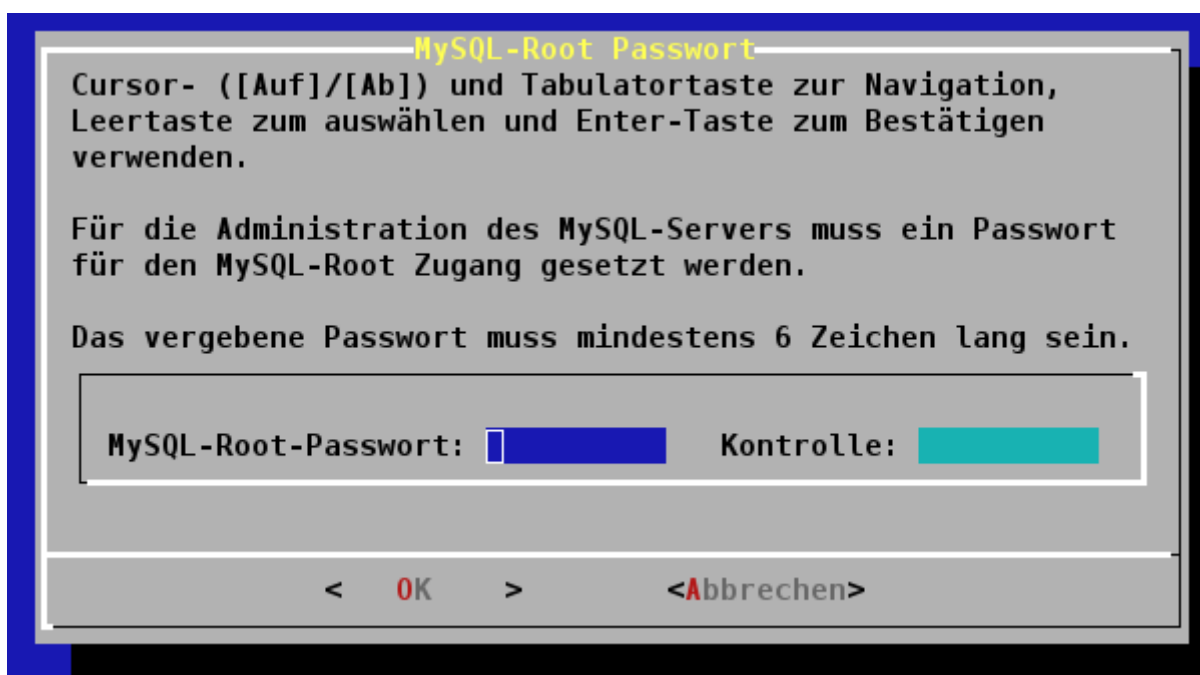 MySQL-Root Passwort
Cursor- ([Auf]/[Ab]) und Tabulatortaste zur Navigation,
Leertaste zum auswählen und Enter-Taste zum Bestätigen
verwenden.
Für die Administration des MySQL-Servers muss ein Passwort
für den MySQL-Root Zugang gesetzt werden.
Das vergebene Passwort muss mindestens 6 Zeichen lang sein.
MySQL-Root-Passwort: Kontrolle:
< OK > <Abbrechen>